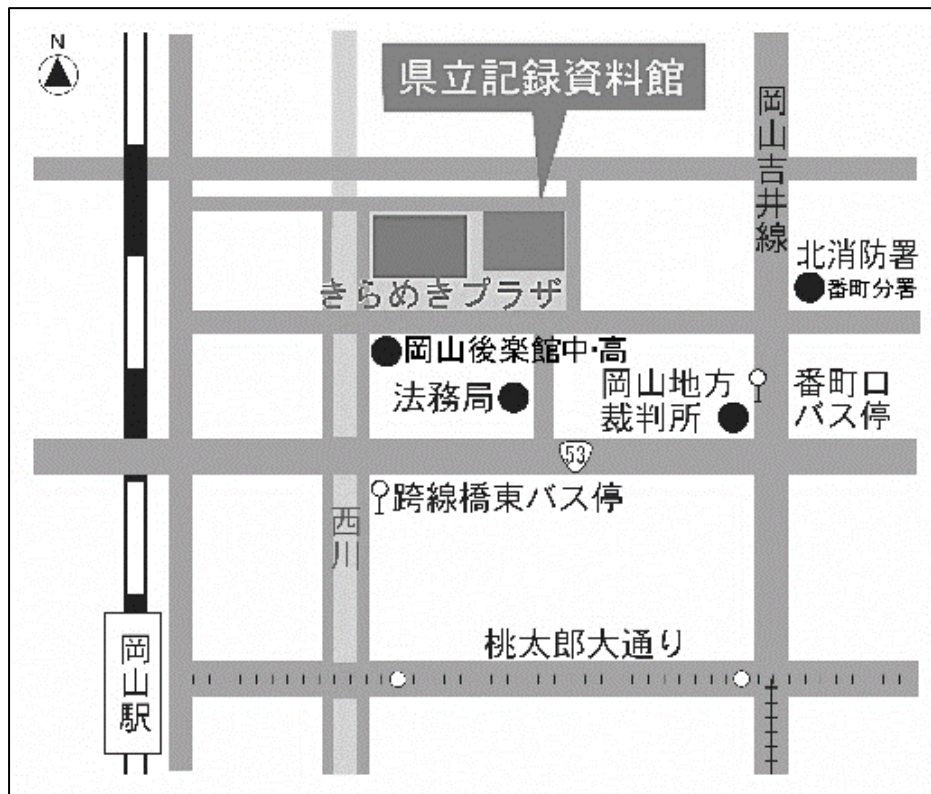 N
県立記録資料館
岡山吉井線
北消防署
番町分署
きらめきプラザ
岡山後楽館中・高
法務局
岡山地方
裁判所
番町口
バス停
53
跨線橋東バス停
西川
桃太郎大通り
岡山駅